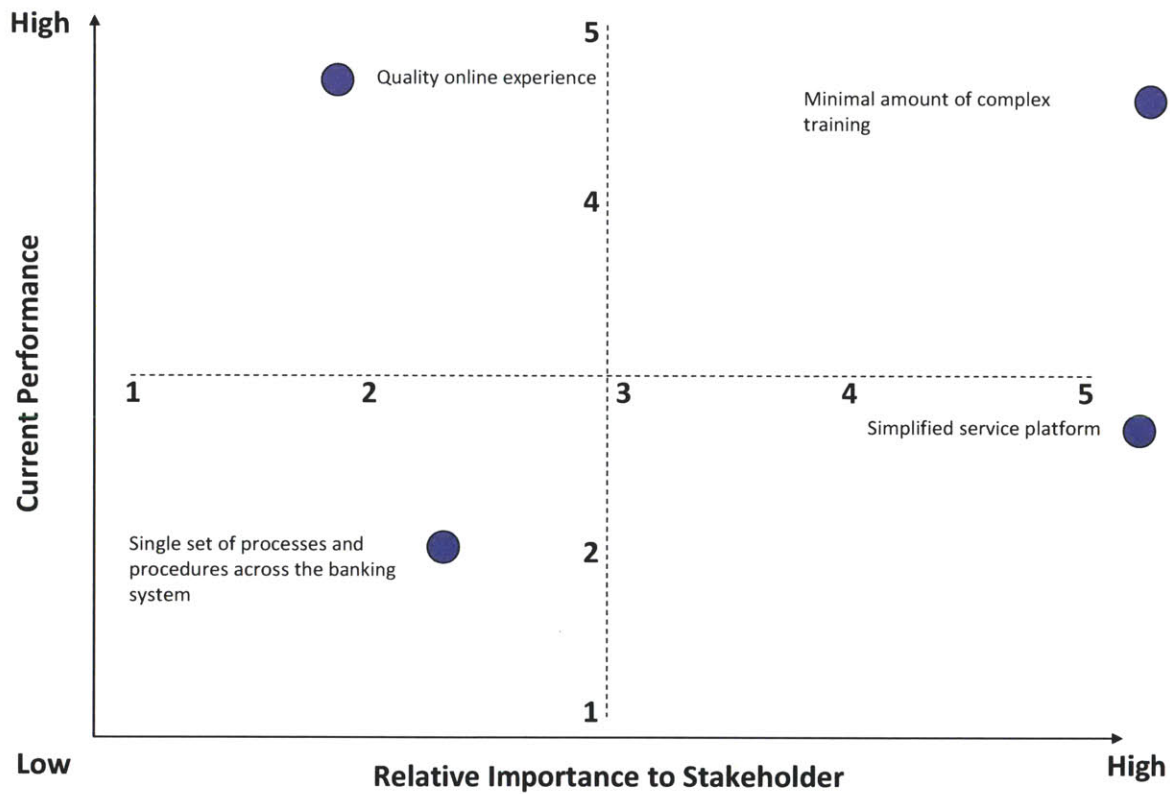 High
5
Quality online experience
Minimal amount of complex
training
4
Current Performance
1
2
3
4
5
Simplified service platform
Single set of processes and
procedures across the banking
system
2
1
Low
Relative Importance to Stakeholder
High